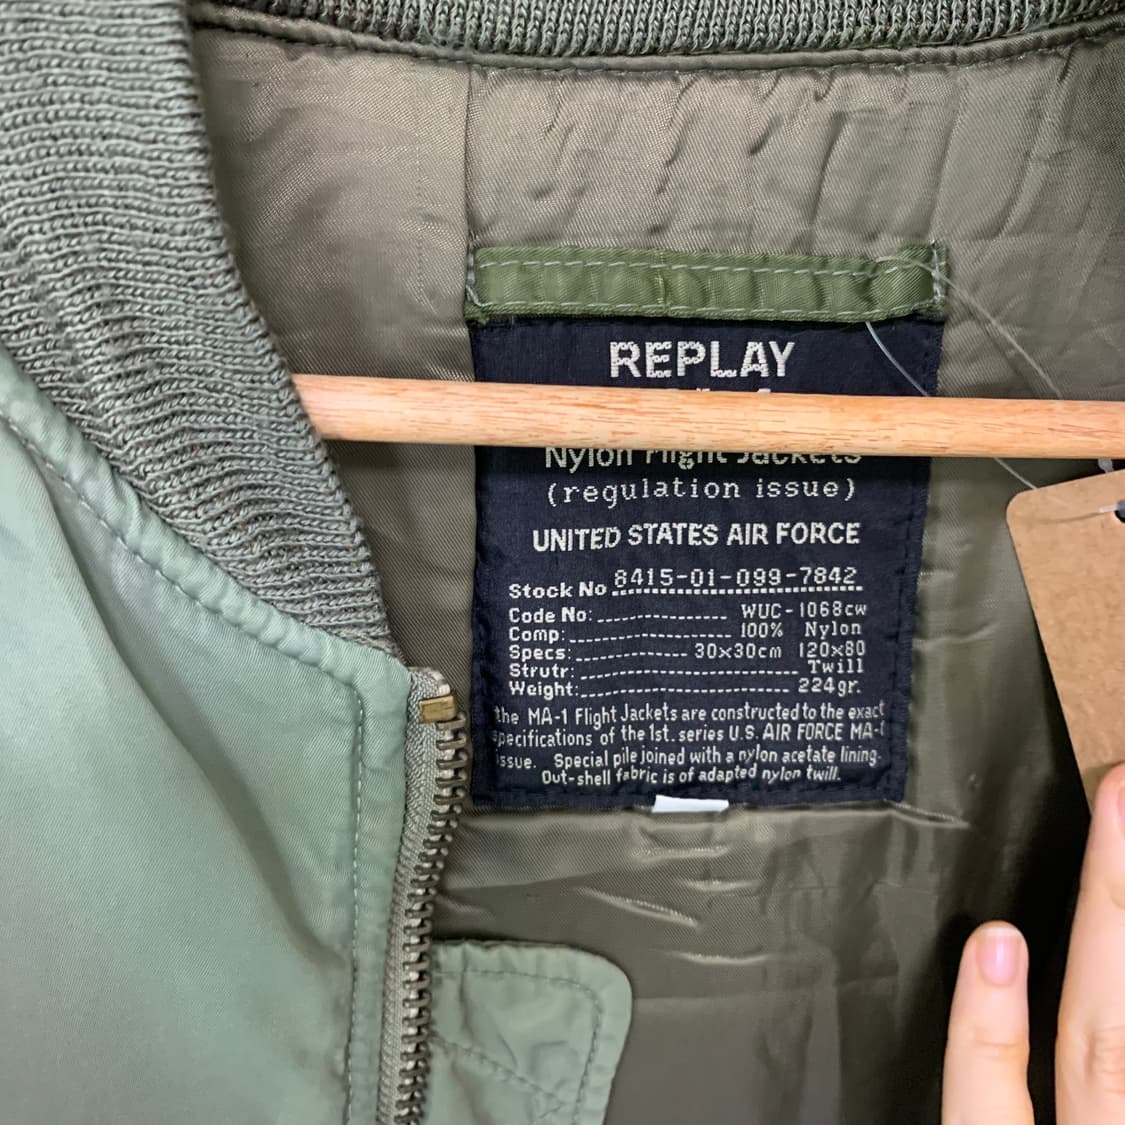 REPLAY
Nylon Flight Jackets
(regulation issue)
UNITED STATES AIR FORCE
Stock No 8415-01-099-7842
Code No: WUC-1068cw
Comp: 100% Nylon
Specs: 30x30cm 120x80
Strutr: Twill
Weight: 224gr.
the MA-1 Flight Jackets are constructed to the exact
specifications of the 1st. series U.S. AIR FORCE MA-1
issue. Special pile joined with a nylon acetate lining.
Out-shell fabric is of adapted nylon twill.